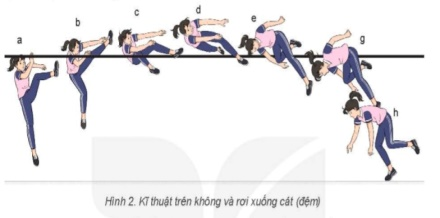 a
b
c
d
e
g
h
Hình 2. Kĩ thuật trên không và rơi xuống cát (đệm)